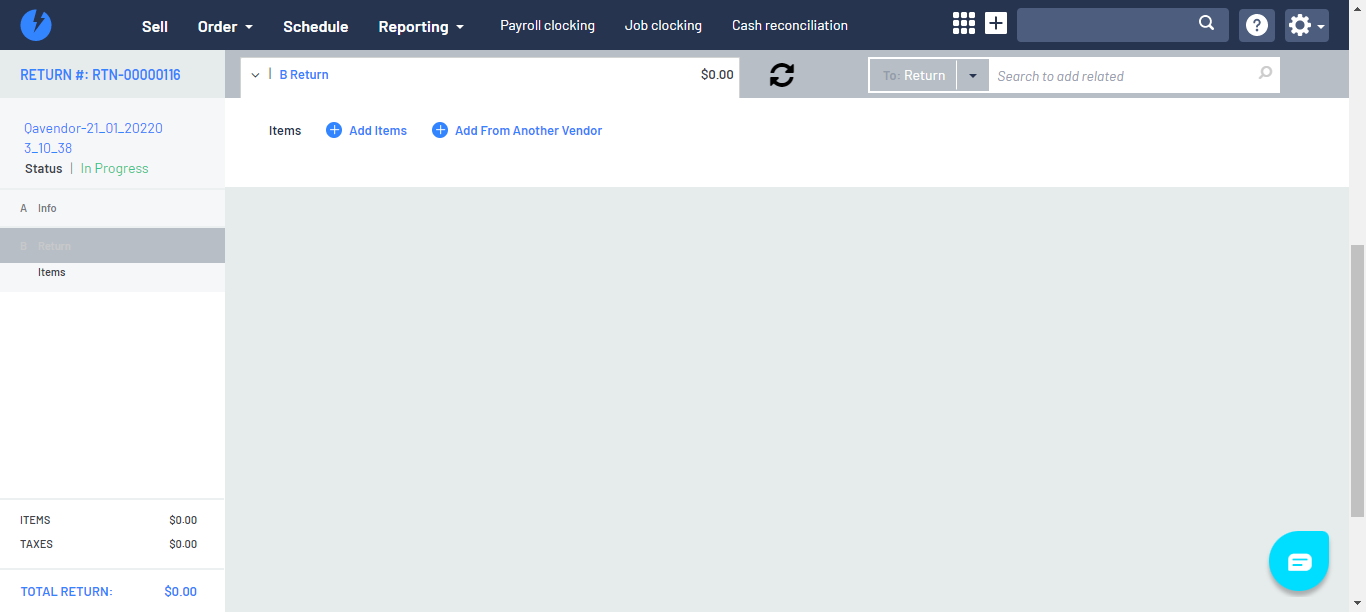 Sell Order Schedule Reporting Payroll clocking Job clocking Cash reconciliation
RETURN #: RTN-00000116
B Return $0.00 To: Return Search to add related
Items Add Items Add From Another Vendor
Qavendor-21_01_20220
3_10_38
Status | In Progress
A Info
B Return
Items
ITEMS $0.00
TAXES $0.00
TOTAL RETURN: $0.00